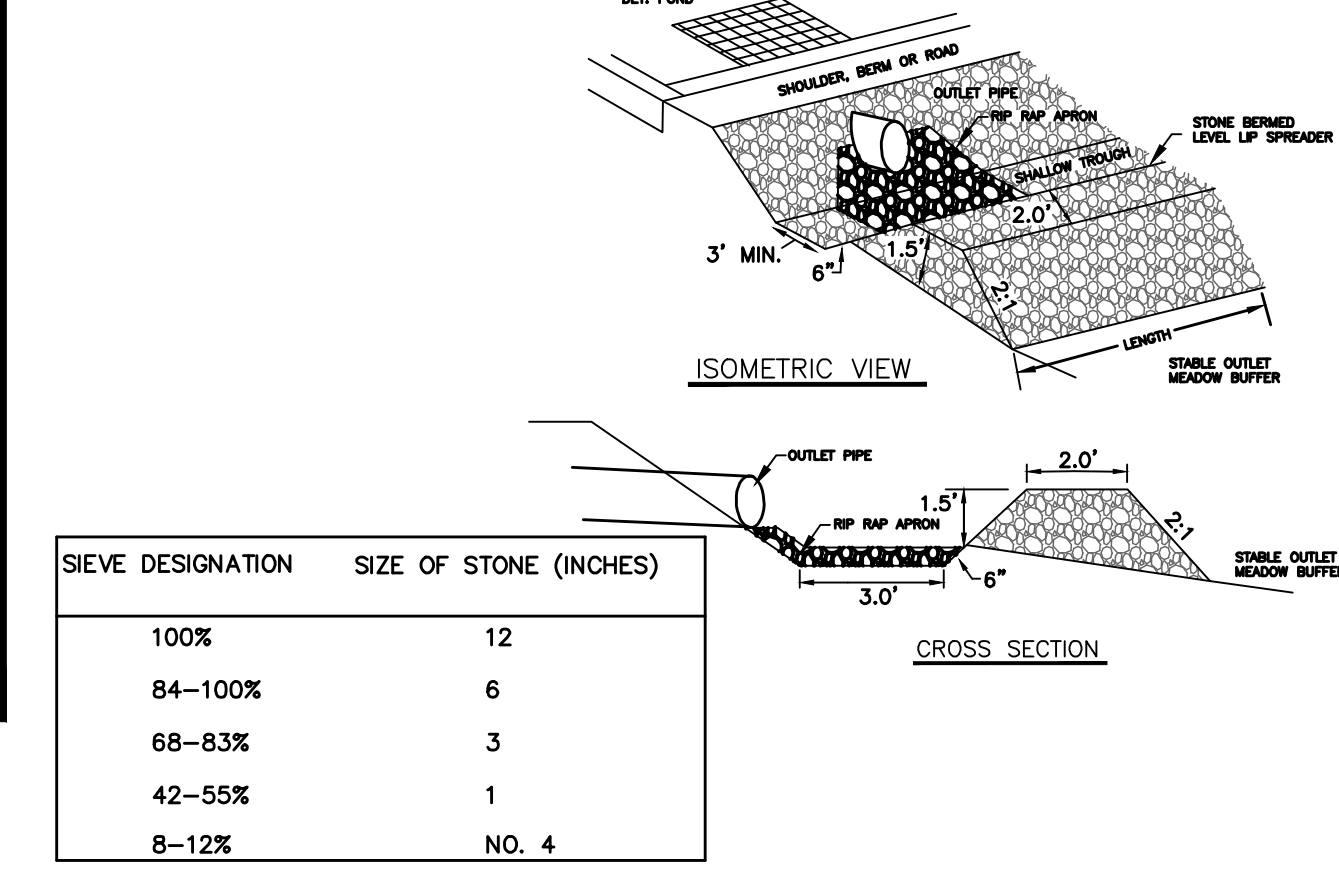 DET. POND
SHOULDER, BERM OR ROAD
OUTLET PIPE
RIP RAP APRON
STONE BERMED
LEVEL LIP SPREADER
SHALLOW TROUGH
2.0'
3' MIN.
6"
1.5'
2:1
LENGTH
STABLE OUTLET
MEADOW BUFFER
ISOMETRIC VIEW
OUTLET PIPE
2.0'
1.5'
RIP RAP APRON
2:1
STABLE OUTLET
MEADOW BUFFER
6"
3.0'
CROSS SECTION
SIEVE DESIGNATION SIZE OF STONE (INCHES)
100% 12
84-100% 6
68-83% 3
42-55% 1
8-12% NO. 4